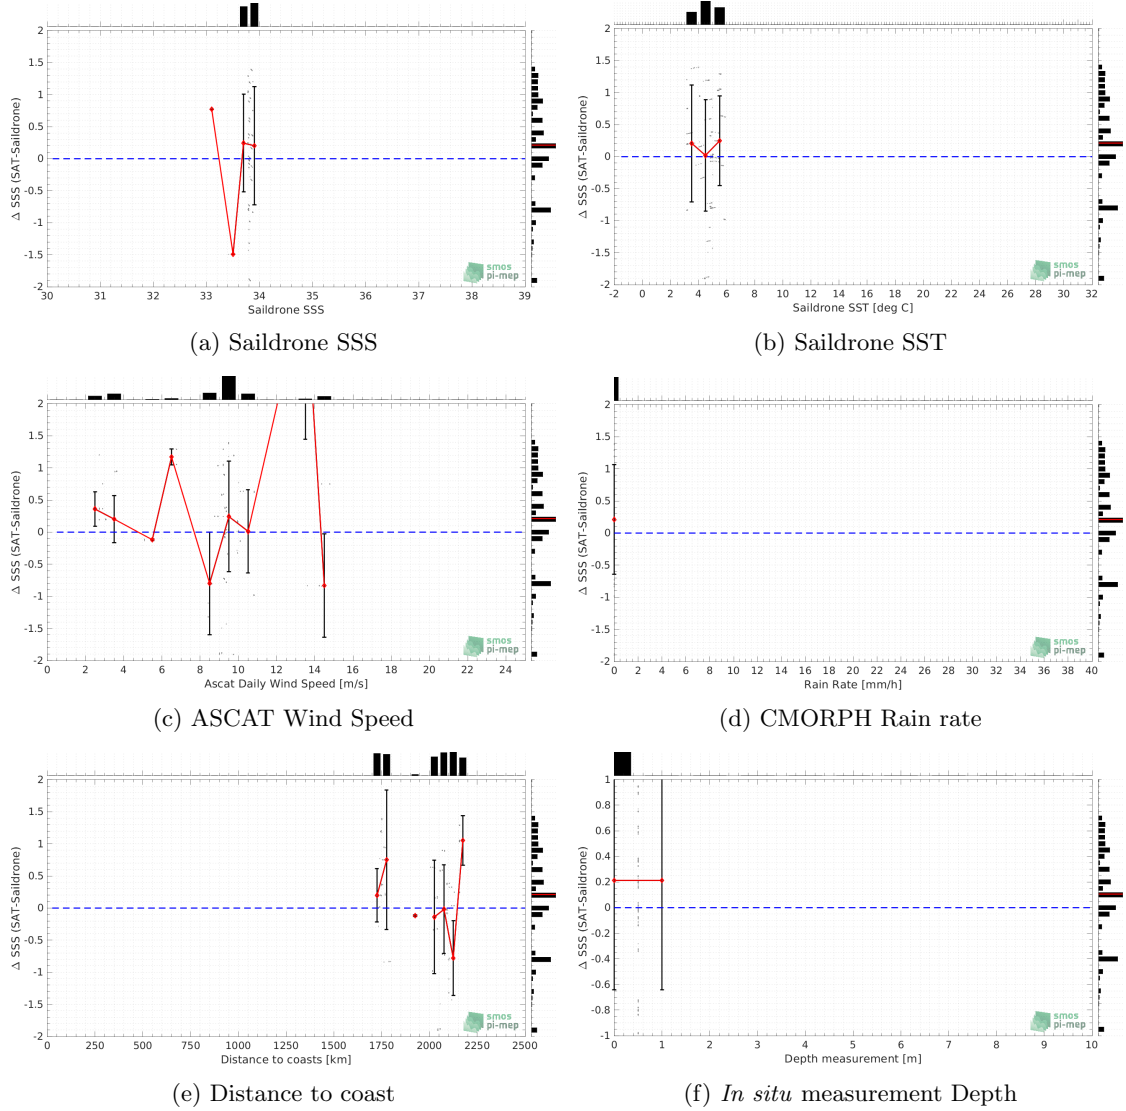 2
1.5
1
0.5
0
-0.5
-1
-1.5
-2
Δ SSS (SAT-Saildrone)
30 31 32 33 34 35 36 37 38 39
Saildrone SSS
smos
pi-mep
(a) Saildrone SSS
2
1.5
1
0.5
0
-0.5
-1
-1.5
-2
Δ SSS (SAT-Saildrone)
-2 0 2 4 6 8 10 12 14 16 18 20 22 24 26 28 30 32
Saildrone SST [deg C]
smos
pi-mep
(b) Saildrone SST
2
1.5
1
0.5
0
-0.5
-1
-1.5
-2
Δ SSS (SAT-Saildrone)
0 2 4 6 8 10 12 14 16 18 20 22 24
Ascat Daily Wind Speed [m/s]
smos
pi-mep
(c) ASCAT Wind Speed
2
1.5
1
0.5
0
-0.5
-1
-1.5
-2
Δ SSS (SAT-Saildrone)
0 2 4 6 8 10 12 14 16 18 20 22 24 26 28 30 32 34 36 38 40
Rain Rate [mm/h]
smos
pi-mep
(d) CMORPH Rain rate
2
1.5
1
0.5
0
-0.5
-1
-1.5
-2
Δ SSS (SAT-Saildrone)
0 250 500 750 1000 1250 1500 1750 2000 2250 2500
Distance to coasts [km]
smos
pi-mep
(e) Distance to coast
1
0.8
0.6
0.4
0.2
0
-0.2
-0.4
-0.6
-0.8
-1
Δ SSS (SAT-Saildrone)
0 1 2 3 4 5 6 7 8 9 10
Depth measurement [m]
smos
pi-mep
(f) In situ measurement Depth